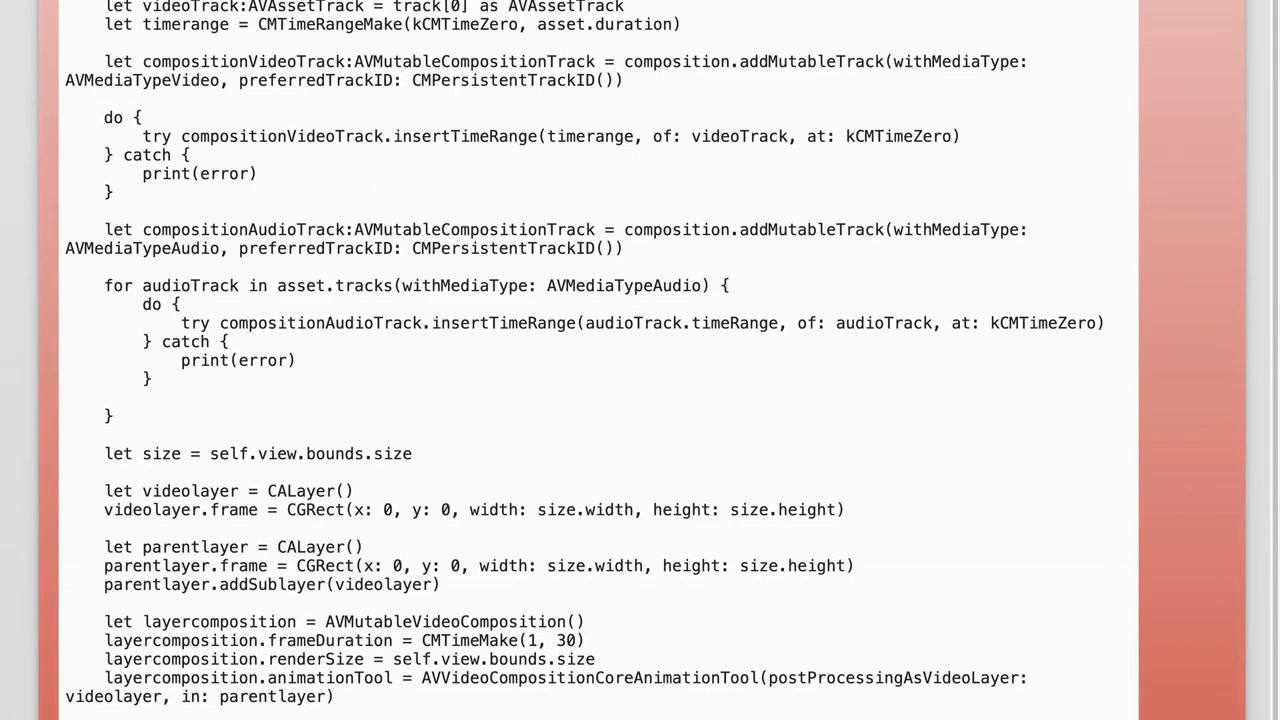 let videoTrack:AVAssetTrack = track[0] as AVAssetTrack
let timerange = CMTimeRangeMake(kCMTimeZero, asset.duration)
let compositionVideoTrack:AVMutableCompositionTrack = composition.addMutableTrack(withMediaType:
AVMediaTypeVideo, preferredTrackID: CMPersistentTrackID())
do {
try compositionVideoTrack.insertTimeRange(timerange, of: videoTrack, at: kCMTimeZero)
} catch {
print(error)
}
let compositionAudioTrack:AVMutableCompositionTrack = composition.addMutableTrack(withMediaType:
AVMediaTypeAudio, preferredTrackID: CMPersistentTrackID())
for audioTrack in asset.tracks(withMediaType: AVMediaTypeAudio) {
do {
try compositionAudioTrack.insertTimeRange(audioTrack.timeRange, of: audioTrack, at: kCMTimeZero)
} catch {
print(error)
}
}
let size = self.view.bounds.size
let videolayer = CALayer()
videolayer.frame = CGRect(x: 0, y: 0, width: size.width, height: size.height)
let parentlayer = CALayer()
parentlayer.frame = CGRect(x: 0, y: 0, width: size.width, height: size.height)
parentlayer.addSublayer(videolayer)
let layercomposition = AVMutableVideoComposition()
layercomposition.frameDuration = CMTimeMake(1, 30)
layercomposition.renderSize = self.view.bounds.size
layercomposition.animationTool = AVVideoCompositionCoreAnimationTool(postProcessingAsVideoLayer:
videolayer, in: parentlayer)